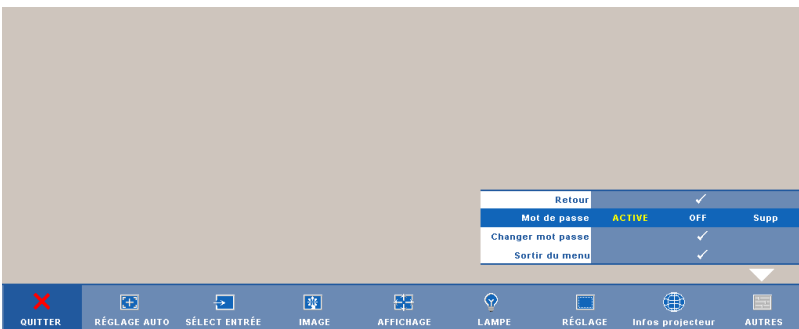 Retour
Mot de passe ACTIVE OFF Supp
Changer mot passe
Sortir du menu
QUITTER RÉGLAGE AUTO SÉLECT ENTRÉE IMAGE AFFICHAGE LAMPE RÉGLAGE Infos projecteur AUTRES